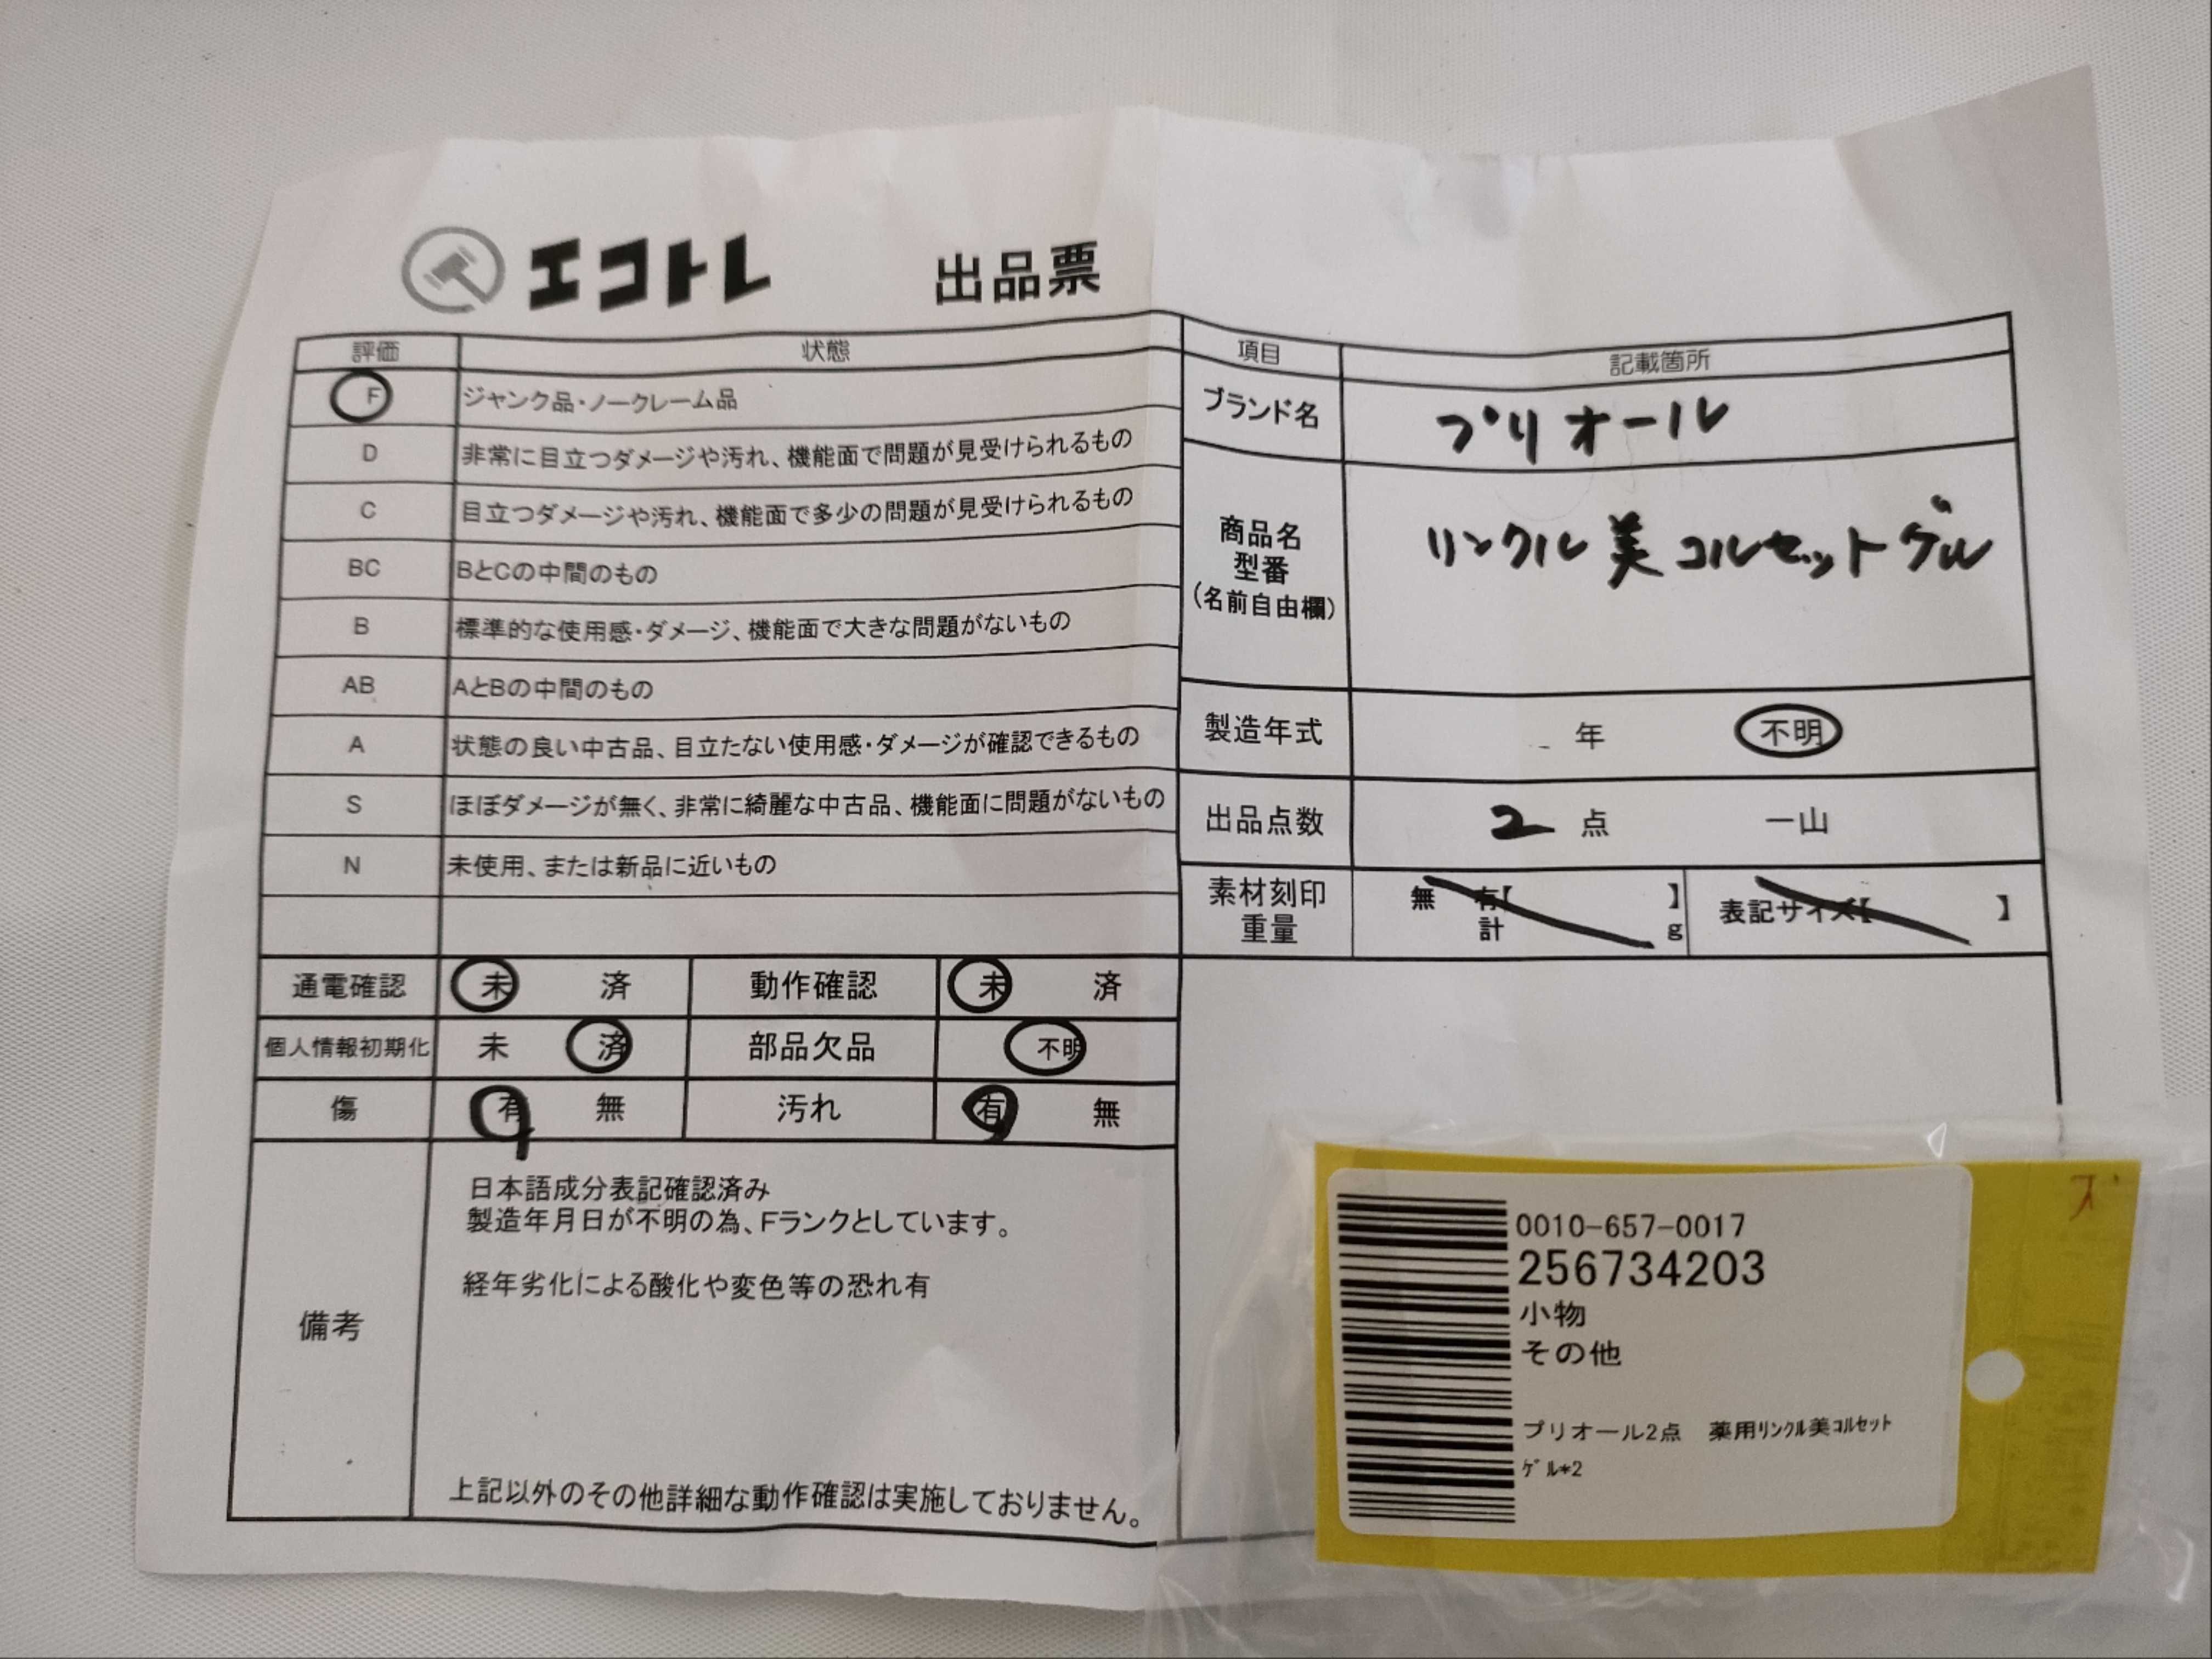 エコトレ 出品票
評価 状態
F ジャンク品・ノークレーム品
D 非常に目立つダメージや汚れ、機能面で問題が見受けられるもの
C 目立つダメージや汚れ、機能面で多少の問題が見受けられるもの
BC BとCの中間のもの
B 標準的な使用感・ダメージ、機能面で大きな問題がないもの
AB AとBの中間のもの
A 状態の良い中古品、目立たない使用感・ダメージが確認できるもの
S ほぼダメージが無く、非常に綺麗な中古品、機能面に問題がないもの
N 未使用、または新品に近いもの
通電確認 未 済 動作確認 未 済
個人情報初期化 未 済 部品欠品 不明
傷 有 無 汚れ 有 無
備考
日本語成分表記確認済み
製造年月日が不明の為、Fランクとしています。
経年劣化による酸化や変色等の恐れ有
上記以外のその他詳細な動作確認は実施しておりません。
項目 記載箇所
ブランド名 プリオール
商品名
型番
(名前自由欄)
リンクル美コルセットゲル
製造年式 年 不明
出品点数 2 点 一山
素材刻印 無 有【 】 表記サイズ【 】
重量 計 g
0010-657-0017
256734203
小物
その他
プリオール2点 薬用ﾘﾝｸﾙ美ｺﾙｾｯﾄ
ｹﾞﾙ*2